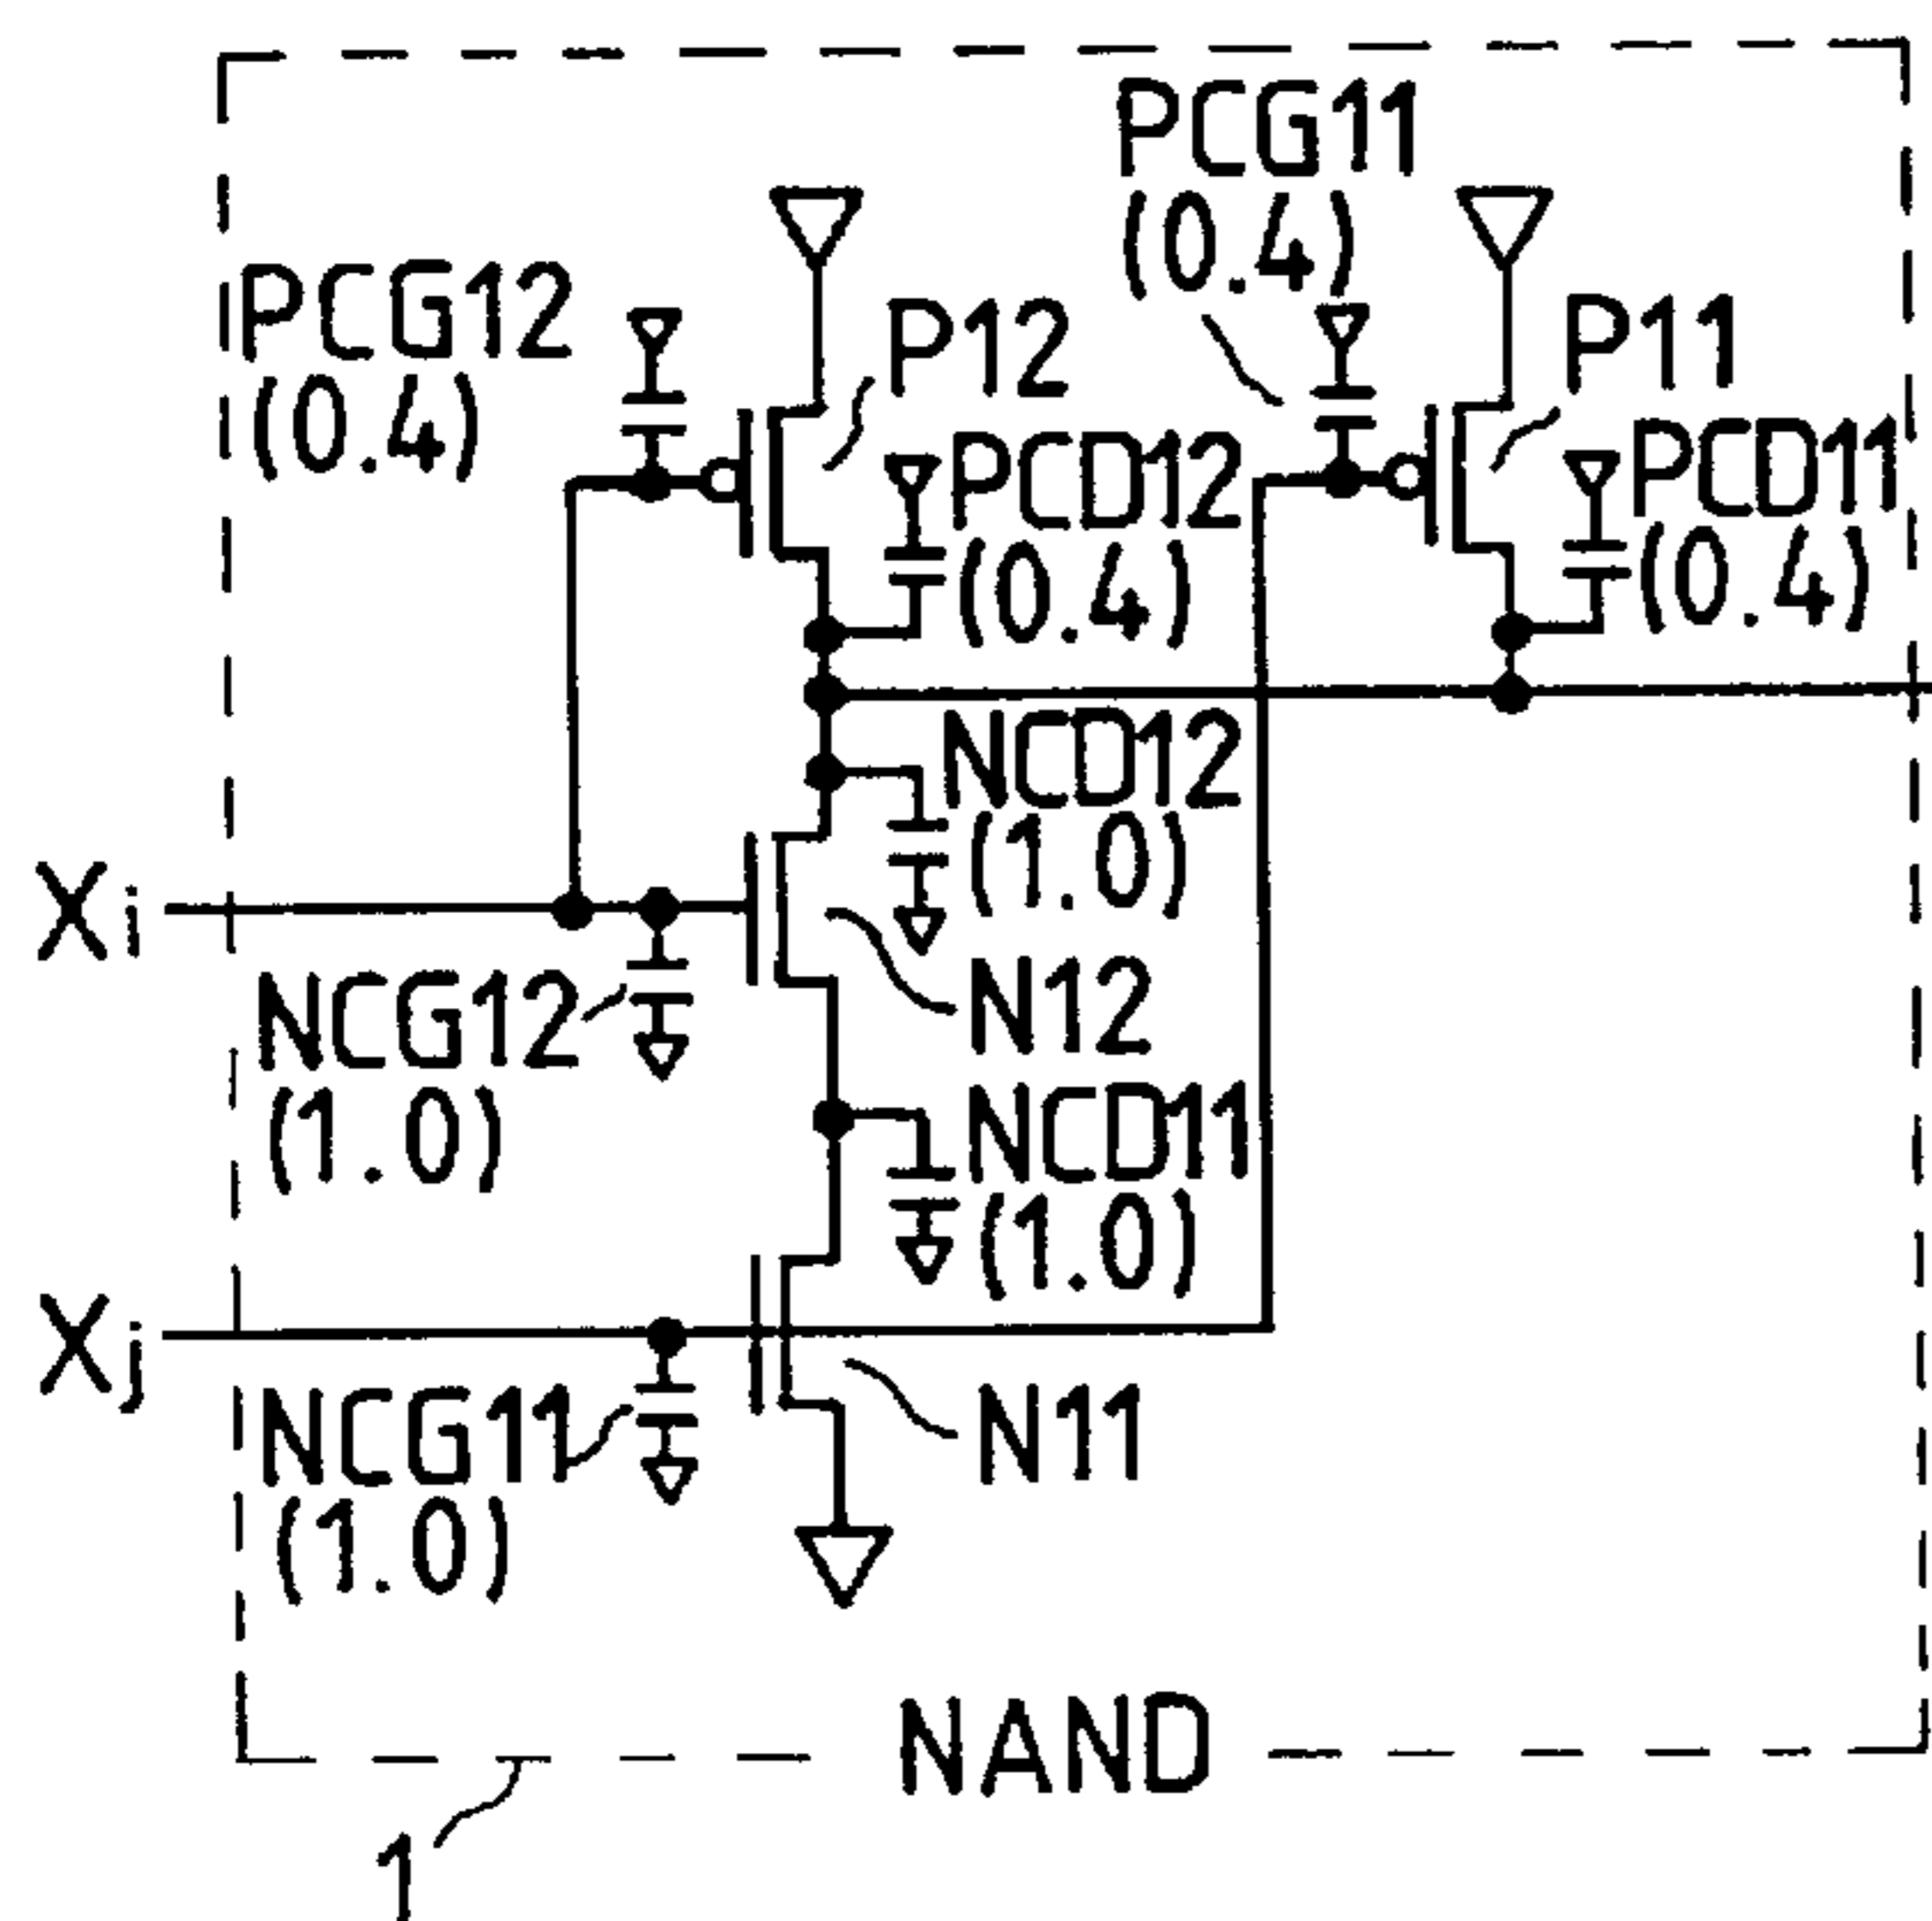 PCG11
(0.4)
PCG12
(0.4)
P12
P11
PCD12
(0.4)
PCD11
(0.4)
NCD12
(1.0)
Xi
N12
NCG12
(1.0)
NCD11
(1.0)
Xj
NCG11
(1.0)
N11
NAND
1